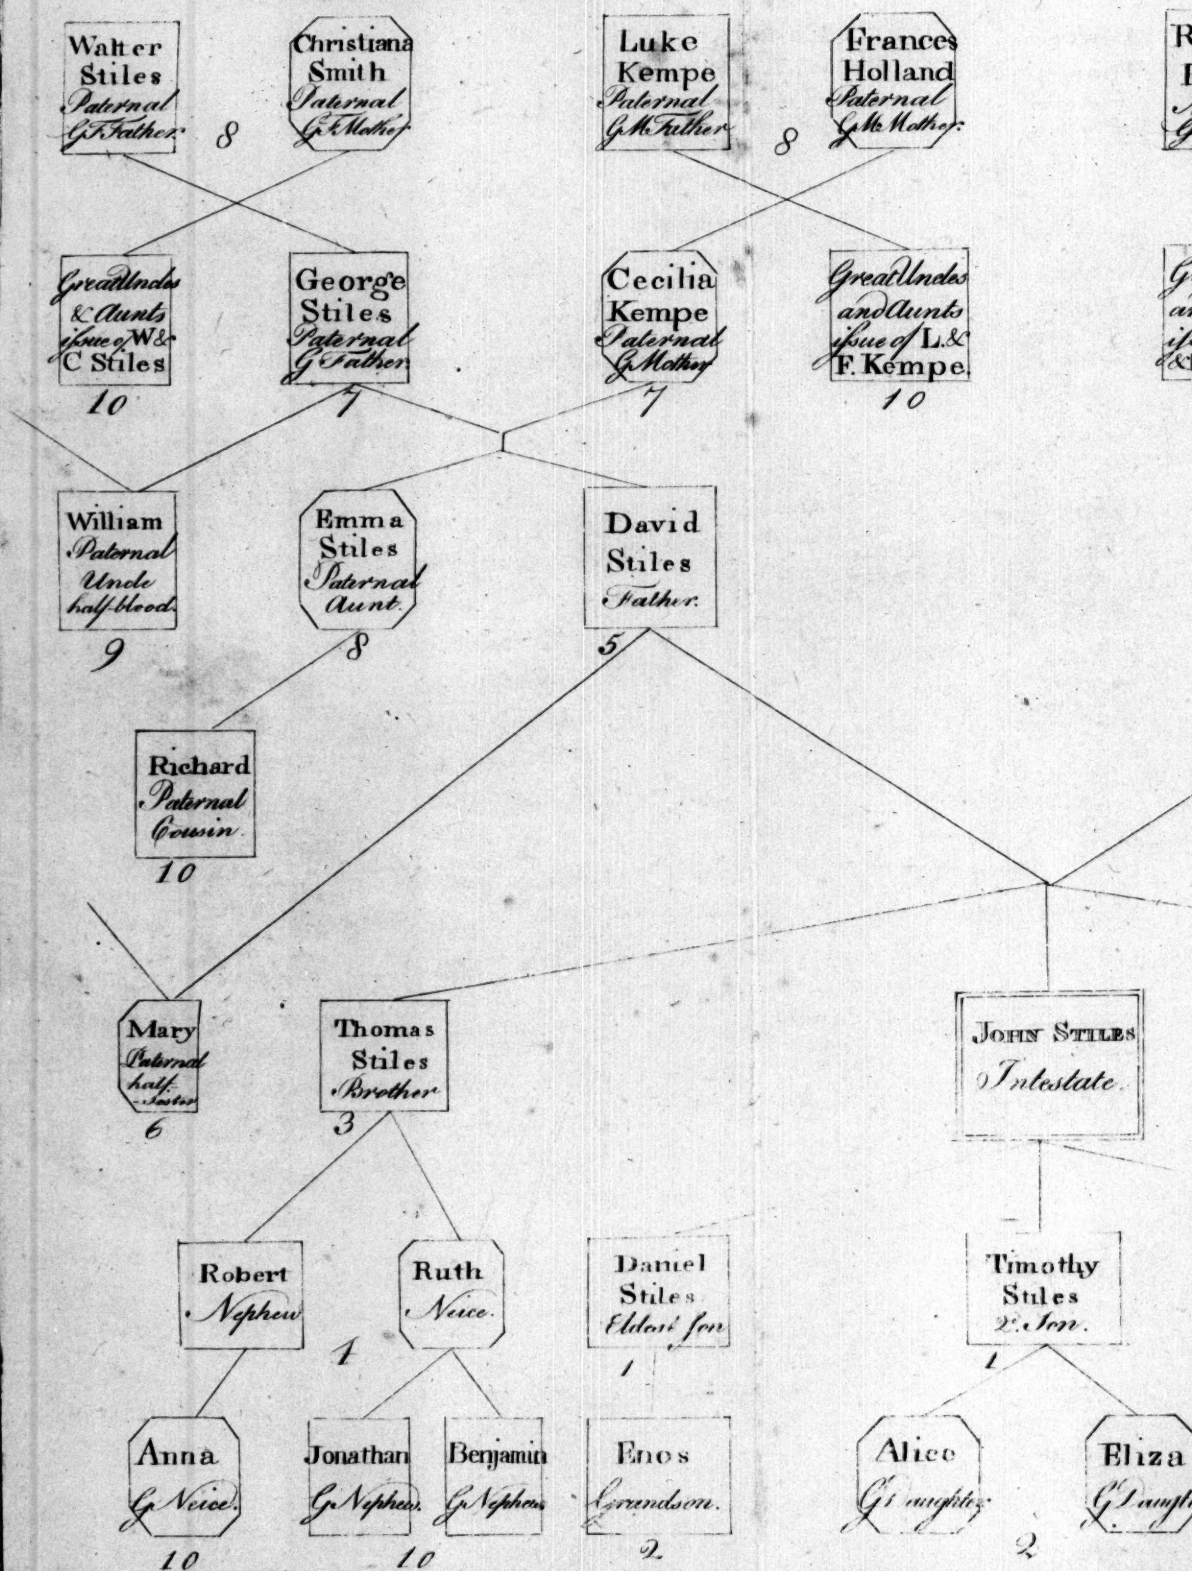 Walter
Stiles
Paternal
G.F. Father.
8
Christiana
Smith
Paternal
G.F. Mother
Luke
Kempe
Paternal
G.M. Father
8
Frances
Holland
Paternal
G.M. Mother.
Great Uncles
& Aunts
issue of W &
C Stiles
10
George
Stiles
Paternal
G Father.
7
Cecilia
Kempe
Paternal
G. Mother
7
Great Uncles
and Aunts
issue of L. &
F. Kempe.
10
William
Paternal
Uncle
half-blood.
9
Emma
Stiles
Paternal
Aunt.
8
David
Stiles
Father.
5
Richard
Paternal
Cousin.
10
Mary
Paternal
half
-Sister
6
Thomas
Stiles
Brother
3
JOHN STILES
Intestate.
Robert
Nephew
4
Ruth
Neice.
Daniel
Stiles
Eldest Son
1
Timothy
Stiles
2d. Son.
1
Anna
G. Neice.
10
Jonathan
G. Nephew.
10
Benjamin
G. Nephew
Enos
Grandson.
2
Alice
G'Daughter
2
Eliza